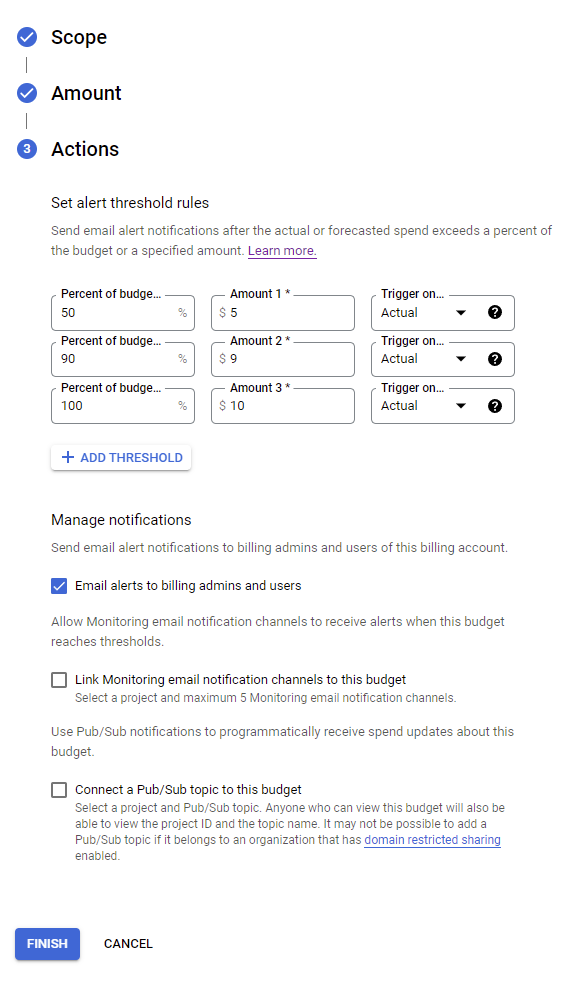 Scope
Amount
3 Actions
Set alert threshold rules
Send email alert notifications after the actual or forecasted spend exceeds a percent of
the budget or a specified amount. Learn more.
Percent of budge... Amount 1 * Trigger on...
50 % $ 5 Actual ?
Percent of budge... Amount 2 * Trigger on...
90 % $ 9 Actual ?
Percent of budge... Amount 3 * Trigger on...
100 % $ 10 Actual ?
+ ADD THRESHOLD
Manage notifications
Send email alert notifications to billing admins and users of this billing account.
Email alerts to billing admins and users
Allow Monitoring email notification channels to receive alerts when this budget
reaches thresholds.
Link Monitoring email notification channels to this budget
Select a project and maximum 5 Monitoring email notification channels.
Use Pub/Sub notifications to programmatically receive spend updates about this
budget.
Connect a Pub/Sub topic to this budget
Select a project and Pub/Sub topic. Anyone who can view this budget will also be
able to view the project ID and the topic name. It may not be possible to add a
Pub/Sub topic if it belongs to an organization that has domain restricted sharing
enabled.
FINISH CANCEL